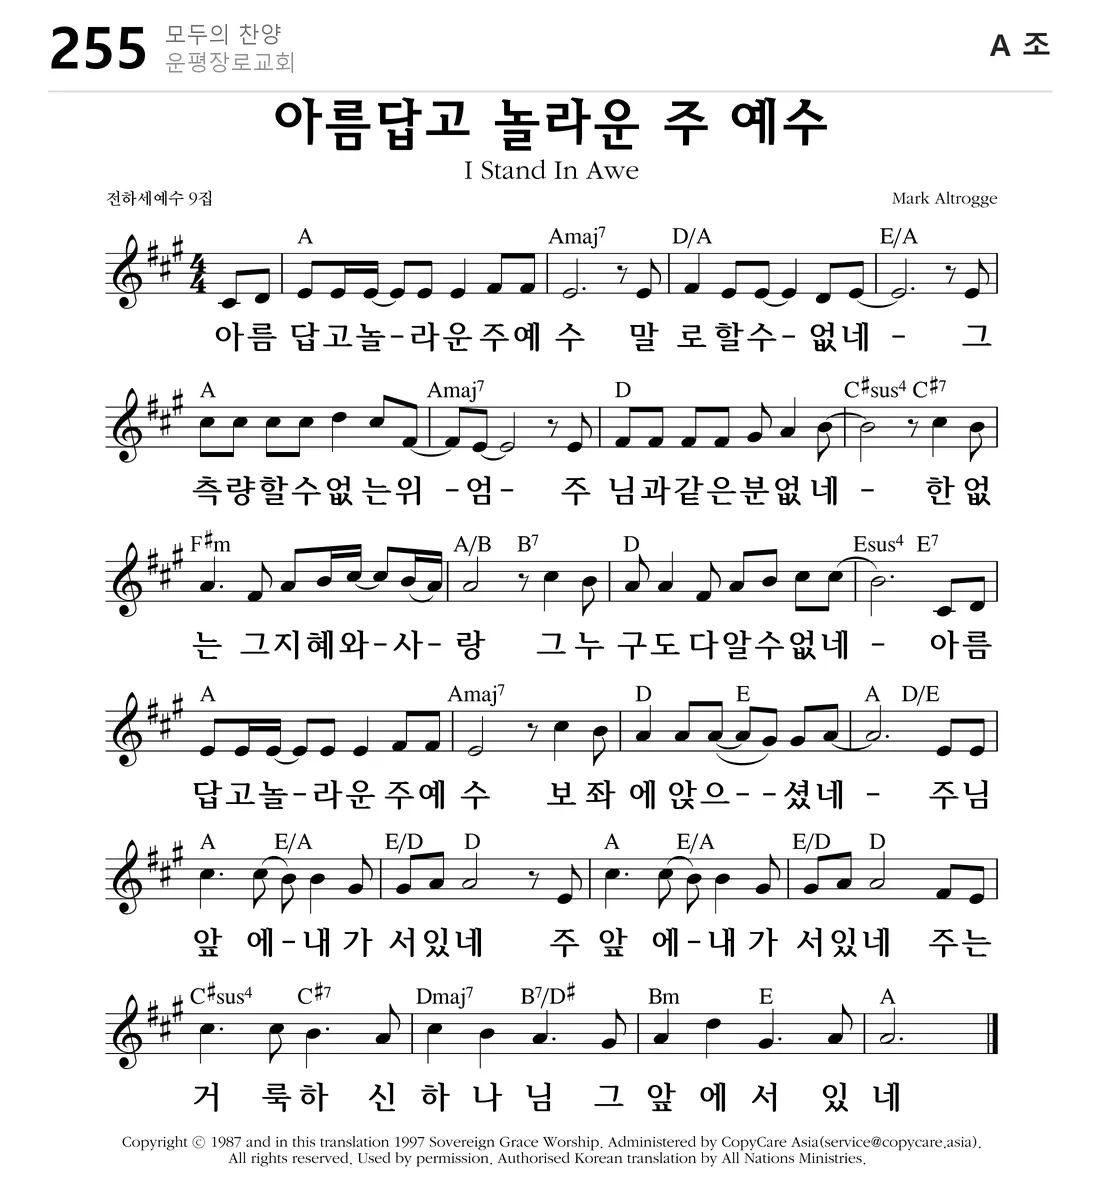 255 모두의 찬양
운평장로교회
A 조
아름답고 놀라운 주 예수
I Stand In Awe
전하세예수 9집 Mark Altrogge
A Amaj7 D/A E/A
아름 답고놀-라운 주예 수 말 로 할수- 없네 - 그
A Amaj7 D C#sus4 C#7
측량할수없 는위 -엄- 주 님과같은분없 네 - 한 없
F#m A/B B7 D Esus4 E7
는 그지혜와-사- 랑 그 누 구도 다알수없네 - 아름
A Amaj7 D E A D/E
답고놀-라운 주예 수 보 좌 에 앉으--셨네 - 주님
A E/A E/D D A E/A E/D D
앞 에-내 가 서있네 주 앞 에-내 가 서있네 주는
C#sus4 C#7 Dmaj7 B7/D# Bm E A
거 룩하 신 하 나 님 그 앞 에 서 있 네
Copyright ⓒ 1987 and in this translation 1997 Sovereign Grace Worship. Administered by CopyCare Asia(service@copycare.asia).
All rights reserved. Used by permission. Authorised Korean translation by All Nations Ministries.